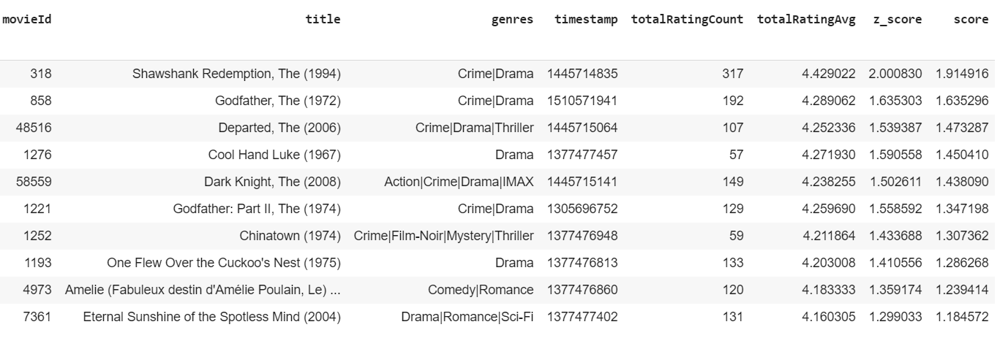 movieId title genres timestamp totalRatingCount totalRatingAvg z_score score
318 Shawshank Redemption, The (1994) Crime|Drama 1445714835 317 4.429022 2.000830 1.914916
858 Godfather, The (1972) Crime|Drama 1510571941 192 4.289062 1.635303 1.635296
48516 Departed, The (2006) Crime|Drama|Thriller 1445715064 107 4.252336 1.539387 1.473287
1276 Cool Hand Luke (1967) Drama 1377477457 57 4.271930 1.590558 1.450410
58559 Dark Knight, The (2008) Action|Crime|Drama|IMAX 1445715141 149 4.238255 1.502611 1.438090
1221 Godfather: Part II, The (1974) Crime|Drama 1305696752 129 4.259690 1.558592 1.347198
1252 Chinatown (1974) Crime|Film-Noir|Mystery|Thriller 1377476948 59 4.211864 1.433688 1.307362
1193 One Flew Over the Cuckoo's Nest (1975) Drama 1377476813 133 4.203008 1.410556 1.286268
4973 Amelie (Fabuleux destin d'Amélie Poulain, Le) ... Comedy|Romance 1377476860 120 4.183333 1.359174 1.239414
7361 Eternal Sunshine of the Spotless Mind (2004) Drama|Romance|Sci-Fi 1377477402 131 4.160305 1.299033 1.184572